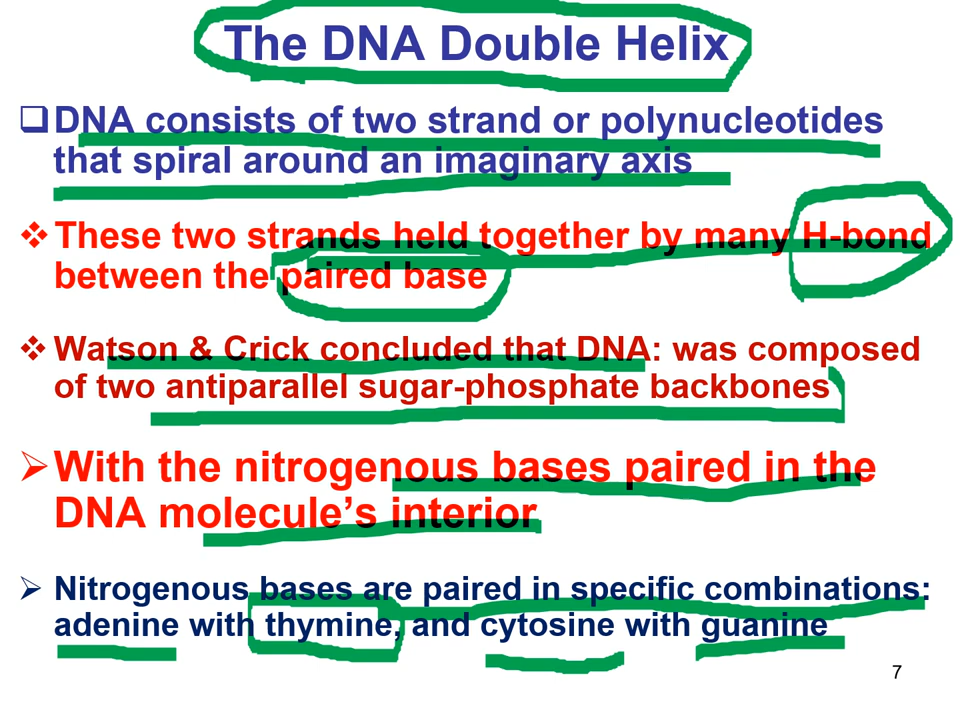 The DNA Double Helix
❑DNA consists of two strand or polynucleotides
that spiral around an imaginary axis
❖These two strands held together by many H-bond
between the paired base
❖Watson & Crick concluded that DNA: was composed
of two antiparallel sugar-phosphate backbones
➢With the nitrogenous bases paired in the
DNA molecule’s interior
➢ Nitrogenous bases are paired in specific combinations:
adenine with thymine, and cytosine with guanine
7